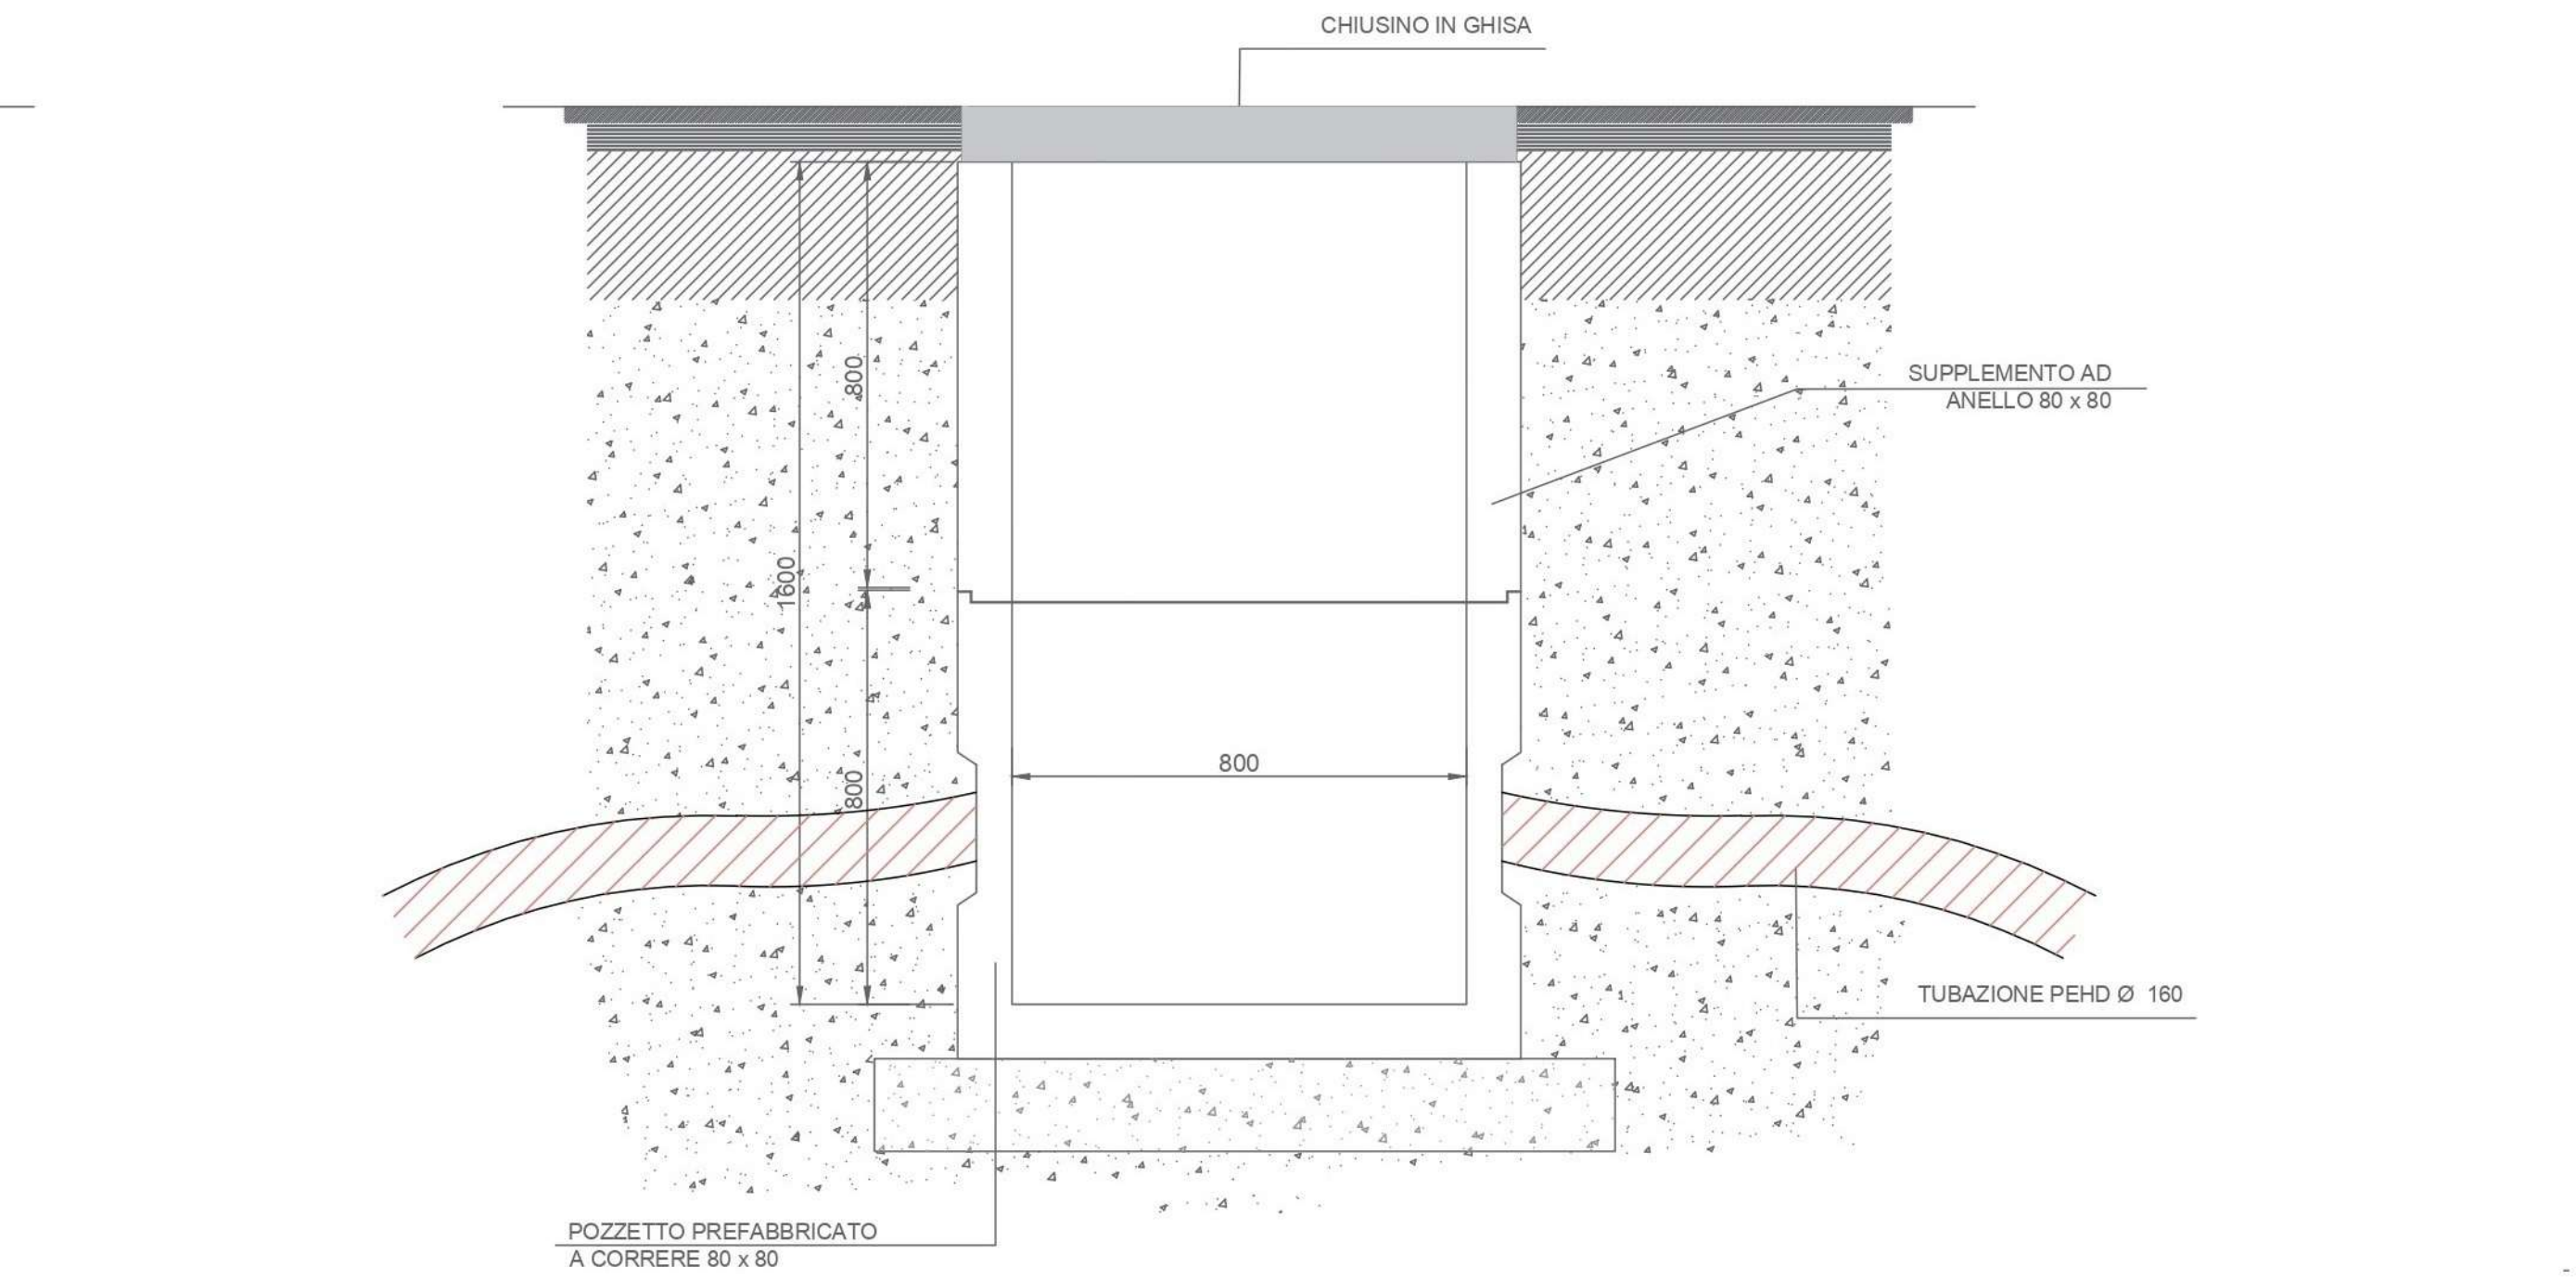 CHIUSINO IN GHISA
800
SUPPLEMENTO AD
ANELLO 80 x 80
1600
800
800
TUBAZIONE PEHD Ø 160
POZZETTO PREFABBRICATO
A CORRERE 80 x 80